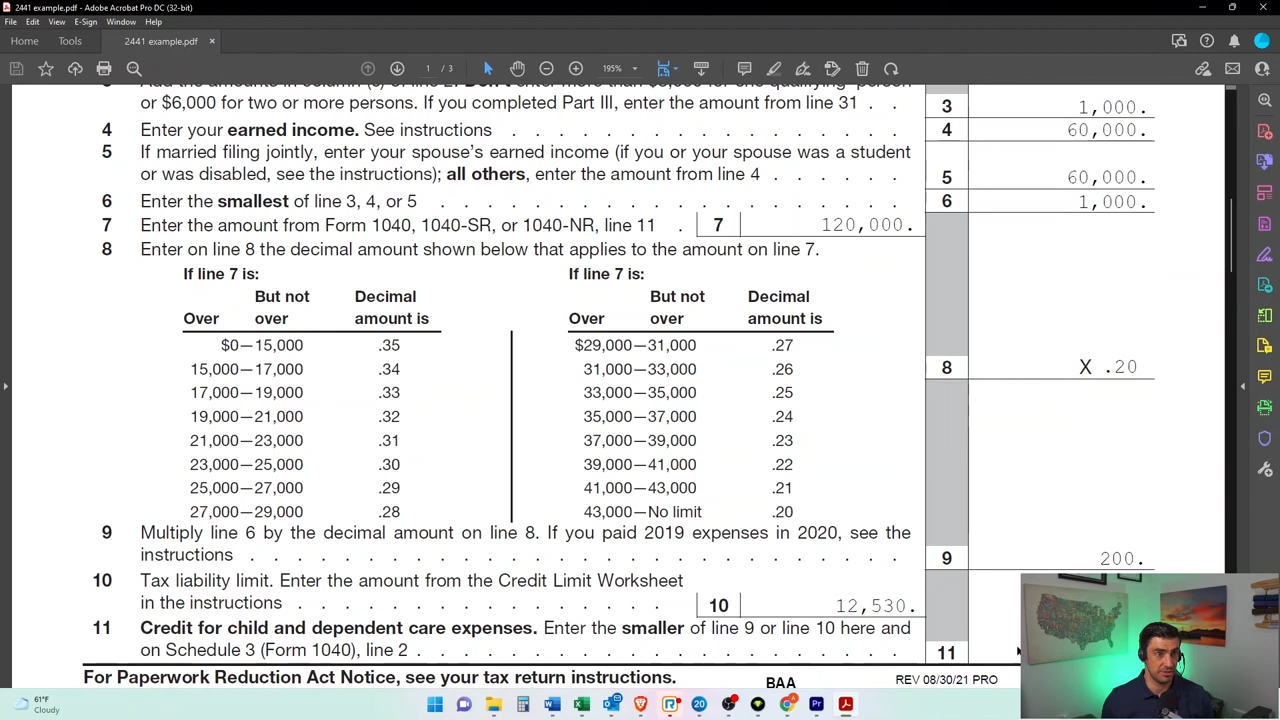 2441 example.pdf - Adobe Acrobat Pro DC (32-bit)
File Edit View E-Sign Window Help
Home Tools 2441 example.pdf ×
1 / 3 195%
or $6,000 for two or more persons. If you completed Part III, enter the amount from line 31 . . 3 1,000.
4 Enter your earned income. See instructions . . . . . . . . . . . . . . . . 4 60,000.
5 If married filing jointly, enter your spouse's earned income (if you or your spouse was a student
or was disabled, see the instructions); all others, enter the amount from line 4 . . . . . . 5 60,000.
6 Enter the smallest of line 3, 4, or 5 . . . . . . . . . . . . . . . . . . . 6 1,000.
7 Enter the amount from Form 1040, 1040-SR, or 1040-NR, line 11 . 7 120,000.
8 Enter on line 8 the decimal amount shown below that applies to the amount on line 7.
If line 7 is: If line 7 is:
But not Decimal But not Decimal
Over over amount is Over over amount is
$0—15,000 .35 $29,000—31,000 .27
15,000—17,000 .34 31,000—33,000 .26
8 X .20
17,000—19,000 .33 33,000—35,000 .25
19,000—21,000 .32 35,000—37,000 .24
21,000—23,000 .31 37,000—39,000 .23
23,000—25,000 .30 39,000—41,000 .22
25,000—27,000 .29 41,000—43,000 .21
27,000—29,000 .28 43,000—No limit .20
9 Multiply line 6 by the decimal amount on line 8. If you paid 2019 expenses in 2020, see the
instructions . . . . . . . . . . . . . . . . . . . . . . . . . 9 200.
10 Tax liability limit. Enter the amount from the Credit Limit Worksheet
in the instructions . . . . . . . . . . . . . 10 12,530.
11 Credit for child and dependent care expenses. Enter the smaller of line 9 or line 10 here and
on Schedule 3 (Form 1040), line 2 . . . . . . . . . . . . . . . . . . . 11
For Paperwork Reduction Act Notice, see your tax return instructions. BAA REV 08/30/21 PRO
61°F
Cloudy